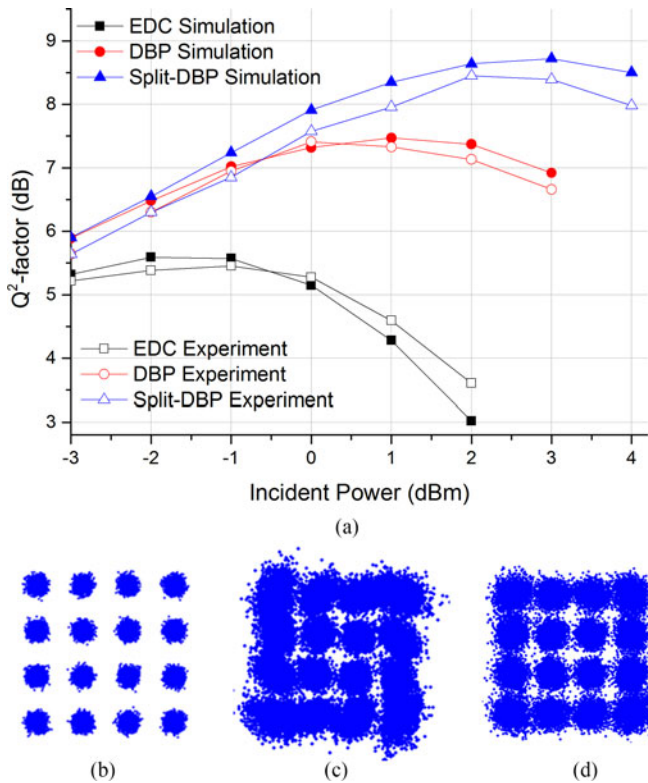 9
8
7
6
5
4
3
Q²-factor (dB)
EDC Simulation
DBP Simulation
Split-DBP Simulation
EDC Experiment
DBP Experiment
Split-DBP Experiment
-3 -2 -1 0 1 2 3 4
Incident Power (dBm)
(a)
(b) (c) (d)